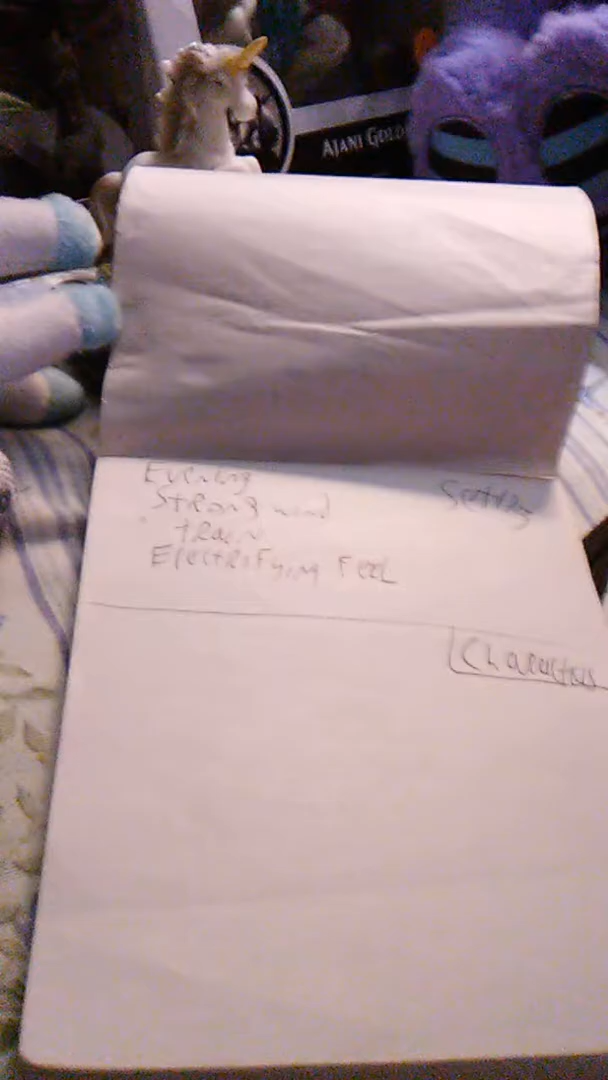 AJANI GOLD
Evening
Setting
Strong wind
train
Electrifying Feel
Characters